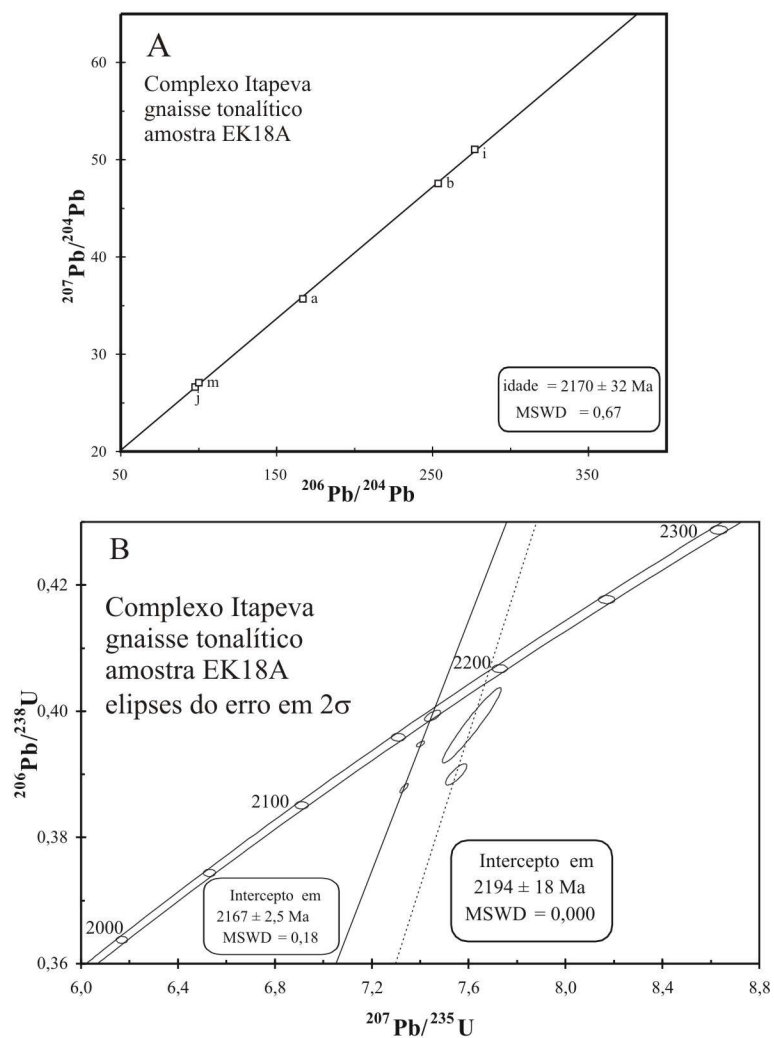 A
Complexo Itapeva
gnaisse tonalítico
amostra EK18A
207Pb/204Pb
60
50
40
30
20
i
b
a
m
j
idade = 2170 ± 32 Ma
MSWD = 0,67
50
150
250
350
206Pb/204Pb
B
Complexo Itapeva
gnaisse tonalítico
amostra EK18A
elipses do erro em 2σ
206Pb/238U
0,42
0,40
0,38
0,36
2300
2200
2100
2000
Intercepto em
2167 ± 2,5 Ma
MSWD = 0,18
Intercepto em
2194 ± 18 Ma
MSWD = 0,000
6,0
6,4
6,8
7,2
7,6
8,0
8,4
8,8
207Pb/235U